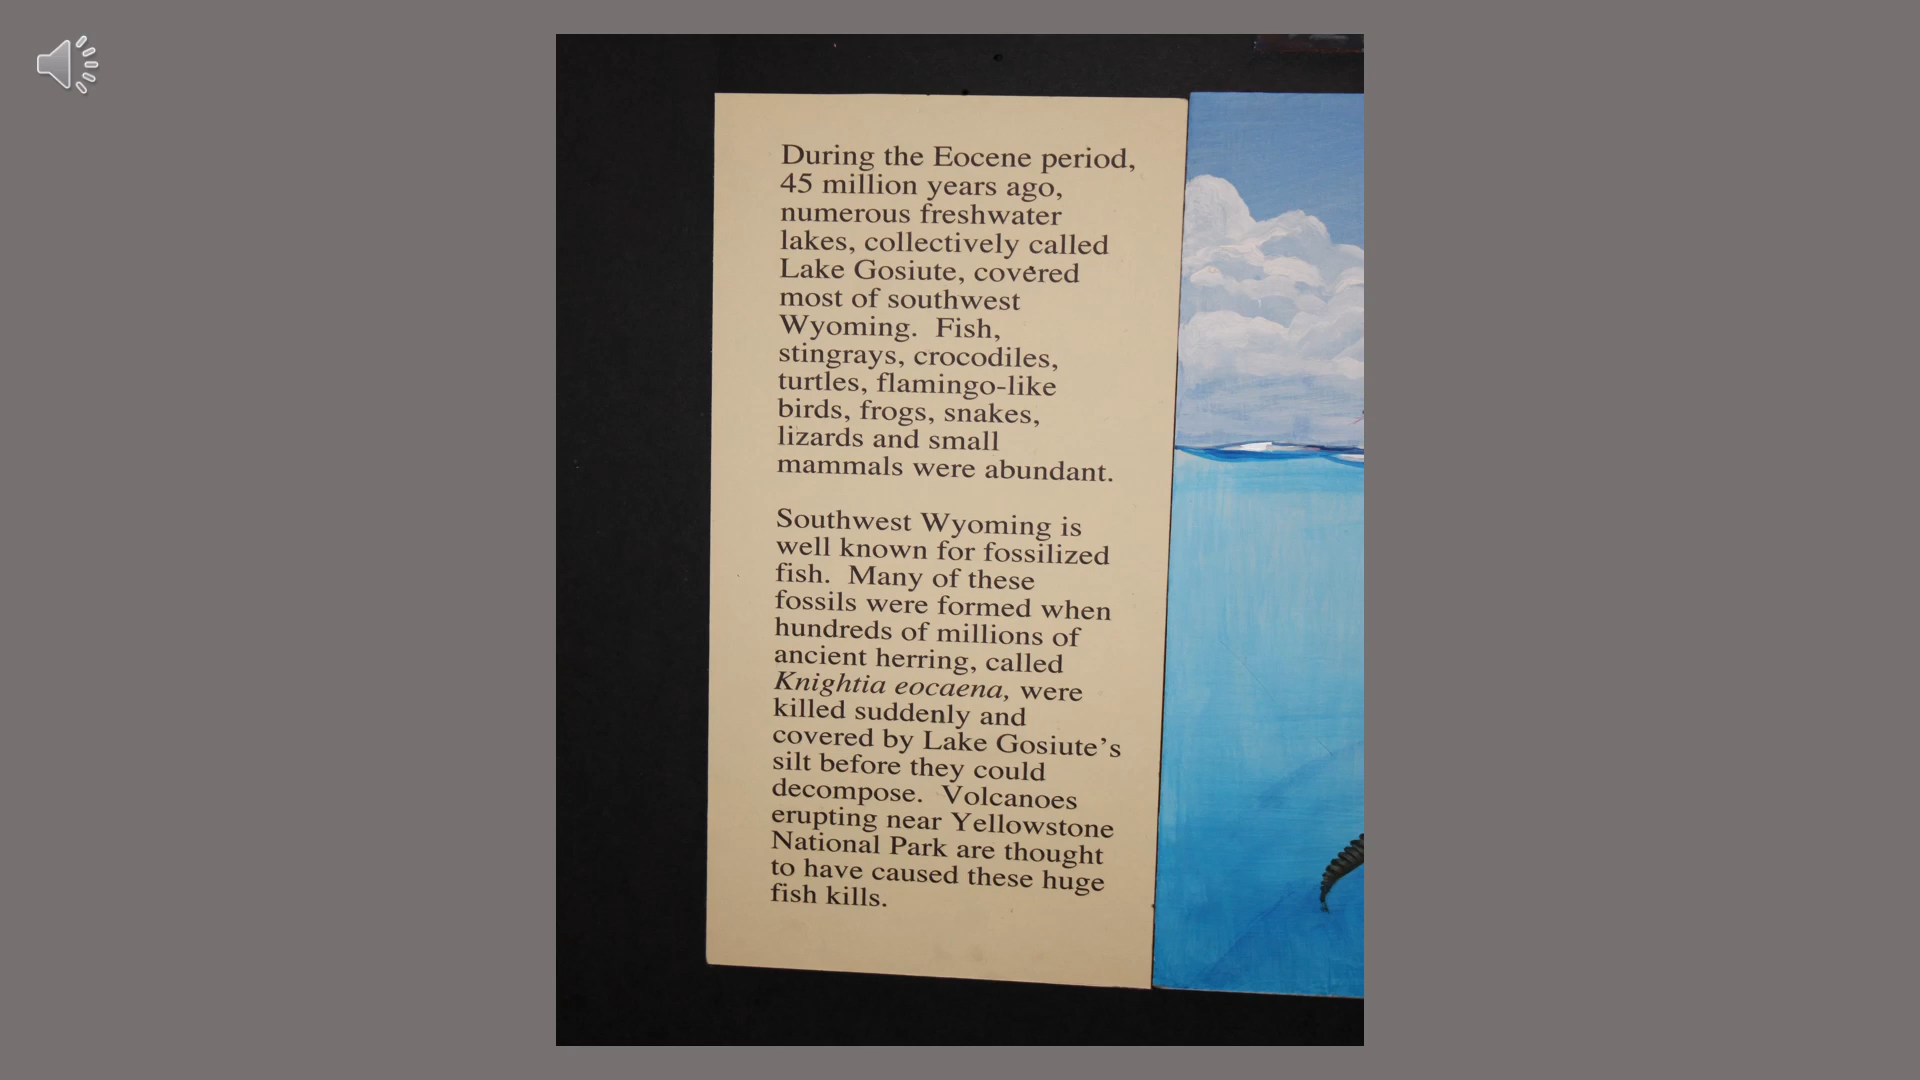 During the Eocene period,
45 million years ago,
numerous freshwater
lakes, collectively called
Lake Gosiute, covered
most of southwest
Wyoming.  Fish,
stingrays, crocodiles,
turtles, flamingo-like
birds, frogs, snakes,
lizards and small
mammals were abundant.

Southwest Wyoming is
well known for fossilized
fish.  Many of these
fossils were formed when
hundreds of millions of
ancient herring, called
Knightia eocaena, were
killed suddenly and
covered by Lake Gosiute's
silt before they could
decompose.  Volcanoes
erupting near Yellowstone
National Park are thought
to have caused these huge
fish kills.